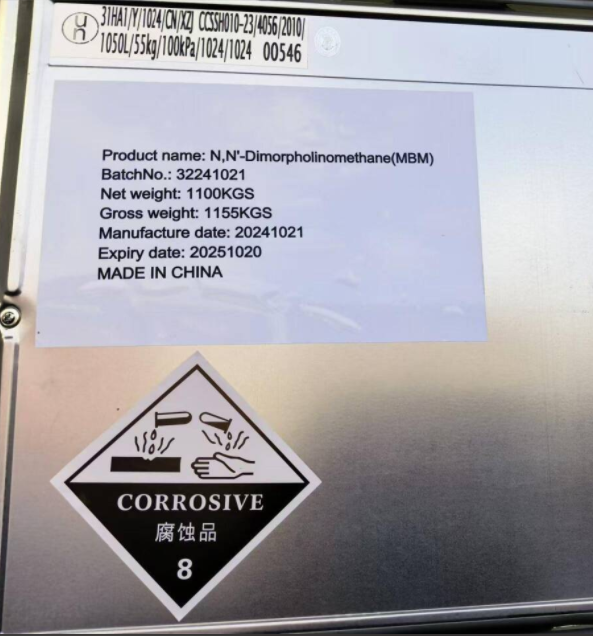 un 31HA1/Y/1024/CN/XZJ CCSSH010-23/4056/2010/
1050L/55kg/100kPa/1024/1024 00546
Product name: N,N'-Dimorpholinomethane(MBM)
BatchNo.: 32241021
Net weight: 1100KGS
Gross weight: 1155KGS
Manufacture date: 20241021
Expiry date: 20251020
MADE IN CHINA
CORROSIVE
腐蚀品
8